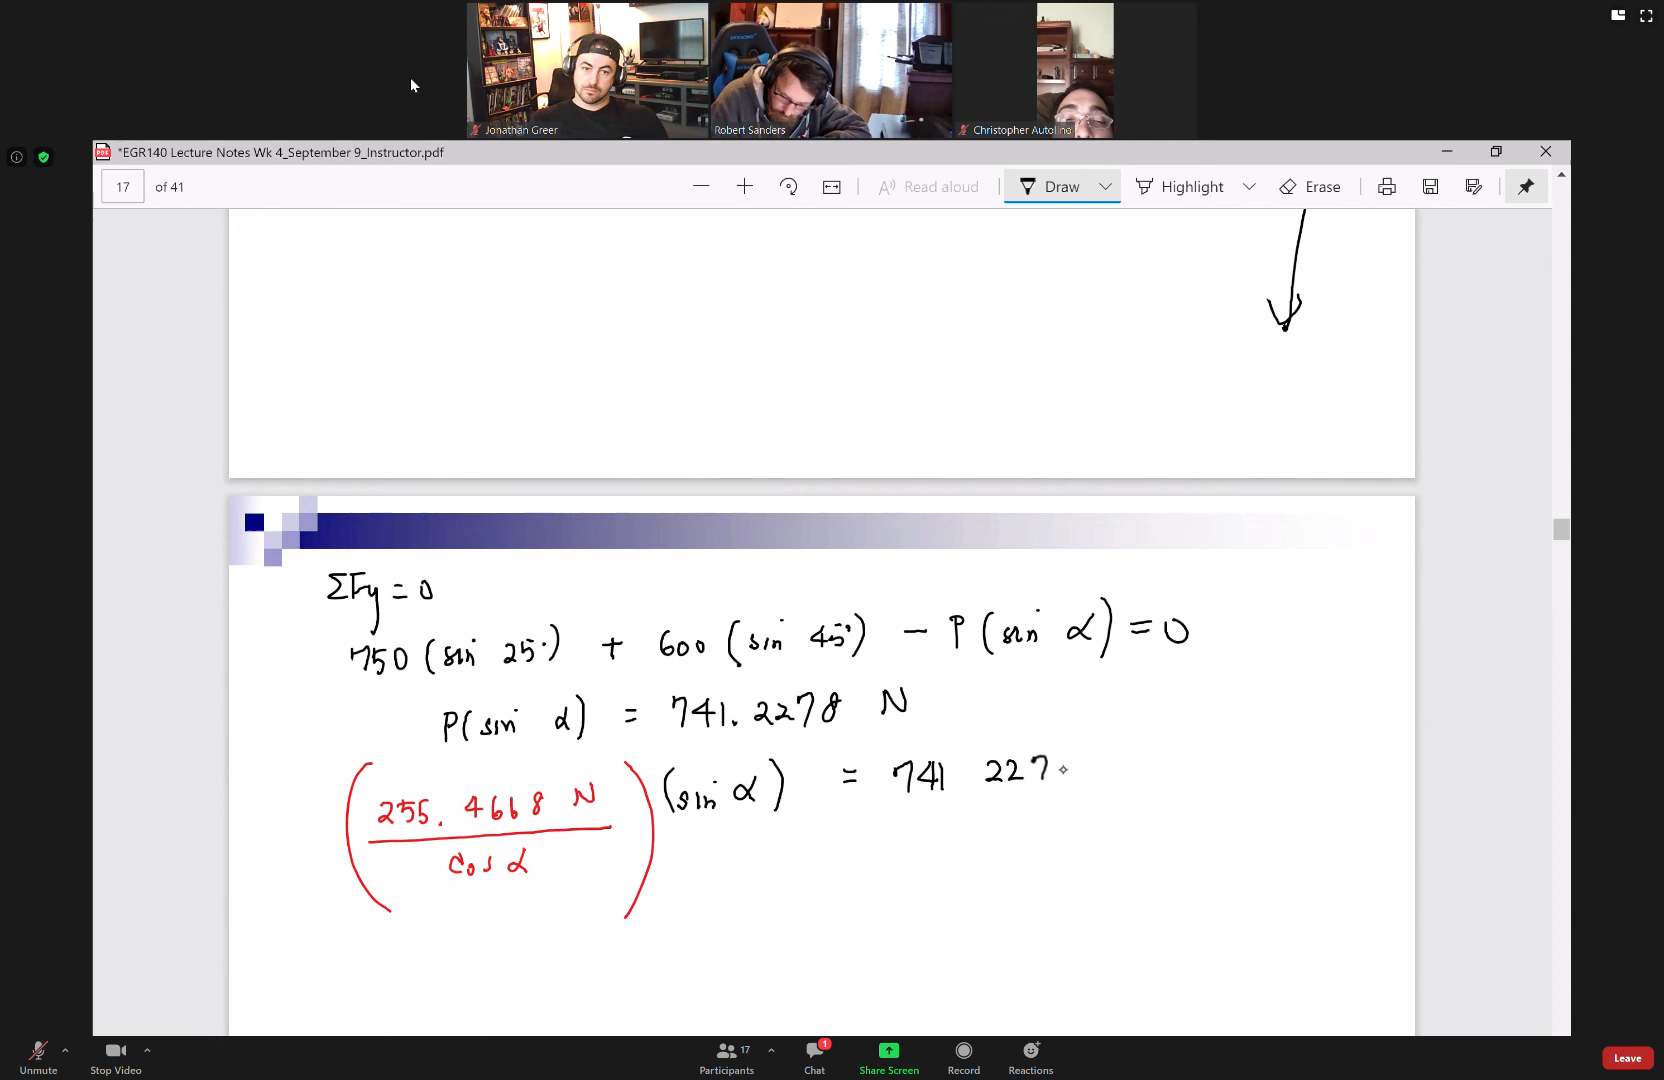 Jonathan Greer
Robert Sanders
Christopher Autolino
*EGR140 Lecture Notes Wk 4_September 9_Instructor.pdf
17 of 41
Read aloud
Draw
Highlight
Erase
ΣFy = 0
750 (sin 25°) + 600 (sin 45°) − P (sin α) = 0
P(sin α) = 741.2278 N
(255.4668 N / cos α) (sin α) = 741 227
Unmute
Stop Video
17
Participants
1
Chat
Share Screen
Record
Reactions
Leave